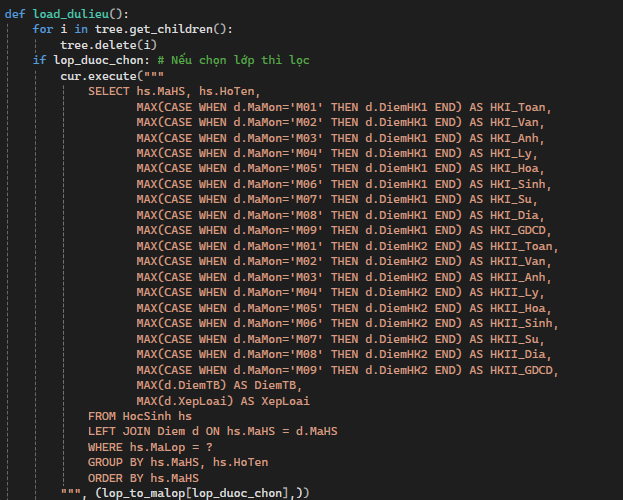 def load_dulieu():
    for i in tree.get_children():
        tree.delete(i)
    if lop_duoc_chon: # Nếu chọn lớp thì lọc
        cur.execute("""
            SELECT hs.MaHS, hs.HoTen,
                   MAX(CASE WHEN d.MaMon='M01' THEN d.DiemHK1 END) AS HKI_Toan,
                   MAX(CASE WHEN d.MaMon='M02' THEN d.DiemHK1 END) AS HKI_Van,
                   MAX(CASE WHEN d.MaMon='M03' THEN d.DiemHK1 END) AS HKI_Anh,
                   MAX(CASE WHEN d.MaMon='M04' THEN d.DiemHK1 END) AS HKI_Ly,
                   MAX(CASE WHEN d.MaMon='M05' THEN d.DiemHK1 END) AS HKI_Hoa,
                   MAX(CASE WHEN d.MaMon='M06' THEN d.DiemHK1 END) AS HKI_Sinh,
                   MAX(CASE WHEN d.MaMon='M07' THEN d.DiemHK1 END) AS HKI_Su,
                   MAX(CASE WHEN d.MaMon='M08' THEN d.DiemHK1 END) AS HKI_Dia,
                   MAX(CASE WHEN d.MaMon='M09' THEN d.DiemHK1 END) AS HKI_GDCD,
                   MAX(CASE WHEN d.MaMon='M01' THEN d.DiemHK2 END) AS HKII_Toan,
                   MAX(CASE WHEN d.MaMon='M02' THEN d.DiemHK2 END) AS HKII_Van,
                   MAX(CASE WHEN d.MaMon='M03' THEN d.DiemHK2 END) AS HKII_Anh,
                   MAX(CASE WHEN d.MaMon='M04' THEN d.DiemHK2 END) AS HKII_Ly,
                   MAX(CASE WHEN d.MaMon='M05' THEN d.DiemHK2 END) AS HKII_Hoa,
                   MAX(CASE WHEN d.MaMon='M06' THEN d.DiemHK2 END) AS HKII_Sinh,
                   MAX(CASE WHEN d.MaMon='M07' THEN d.DiemHK2 END) AS HKII_Su,
                   MAX(CASE WHEN d.MaMon='M08' THEN d.DiemHK2 END) AS HKII_Dia,
                   MAX(CASE WHEN d.MaMon='M09' THEN d.DiemHK2 END) AS HKII_GDCD,
                   MAX(d.DiemTB) AS DiemTB,
                   MAX(d.XepLoai) AS XepLoai
            FROM HocSinh hs
            LEFT JOIN Diem d ON hs.MaHS = d.MaHS
            WHERE hs.MaLop = ?
            GROUP BY hs.MaHS, hs.HoTen
            ORDER BY hs.MaHS
        """, (lop_to_malop[lop_duoc_chon],))